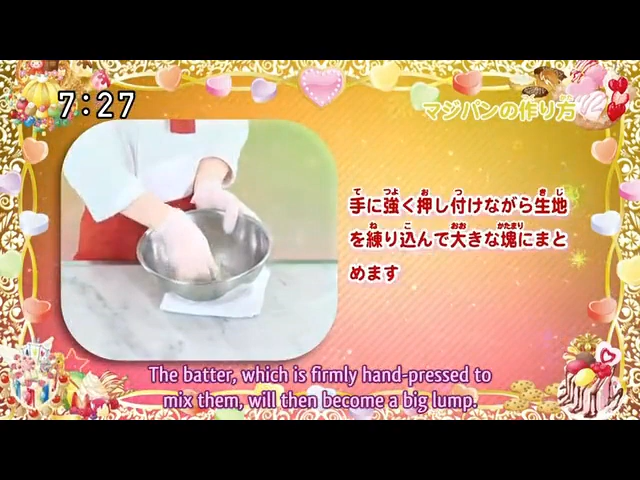 7:27
マジパンの作り方
手に強く押し付けながら生地
を練り込んで大きな塊にまと
めます
The batter, which is firmly hand-pressed to
mix them, will then become a big lump.